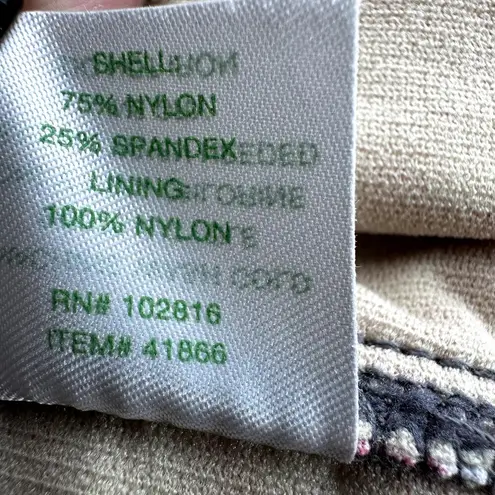 SHELL
75% NYLON
25% SPANDEX
LINING
100% NYLON
RN# 102816
ITEM# 41866